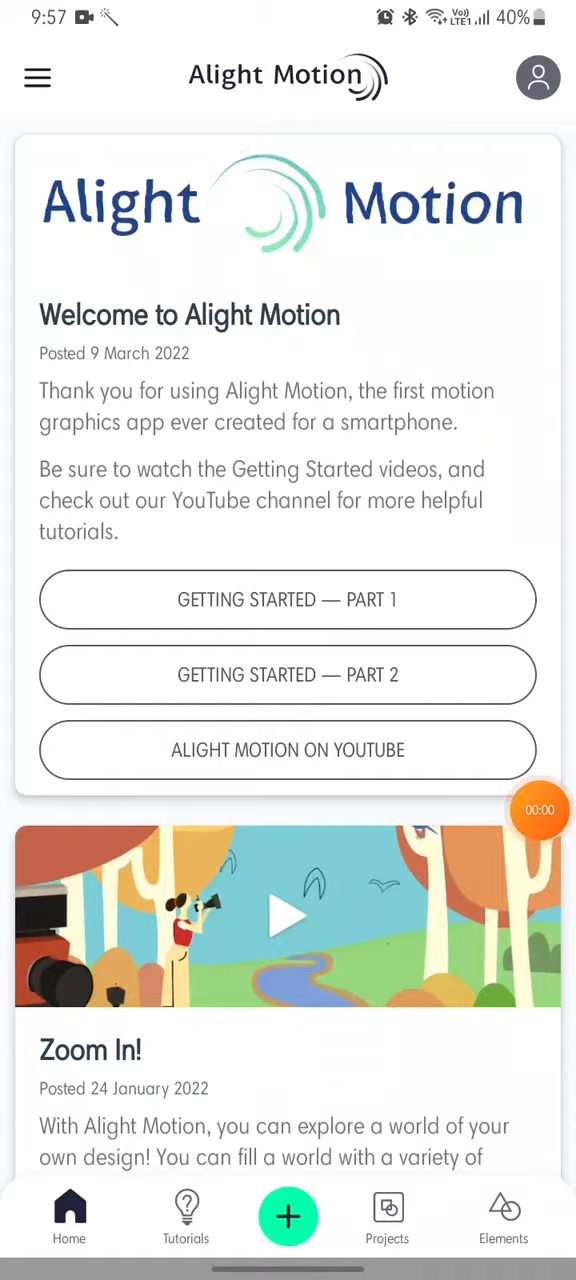 9:57 Vo)) LTE1 40%
Alight Motion
Alight Motion
Welcome to Alight Motion
Posted 9 March 2022
Thank you for using Alight Motion, the first motion
graphics app ever created for a smartphone.
Be sure to watch the Getting Started videos, and
check out our YouTube channel for more helpful
tutorials.
GETTING STARTED — PART 1
GETTING STARTED — PART 2
ALIGHT MOTION ON YOUTUBE
00:00
Zoom In!
Posted 24 January 2022
With Alight Motion, you can explore a world of your
own design! You can fill a world with a variety of
Home Tutorials Projects Elements